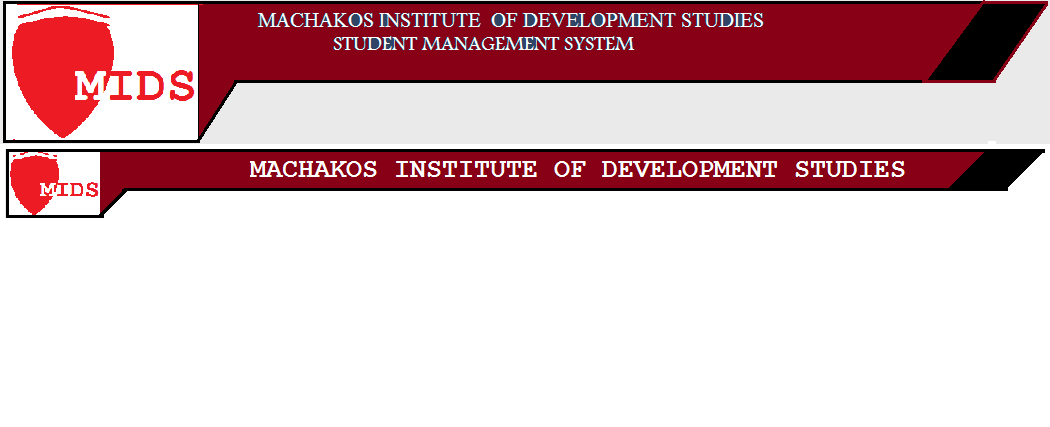 MACHAKOS INSTITUTE OF DEVELOPMENT STUDIES
STUDENT MANAGEMENT SYSTEM
MIDS
MACHAKOS INSTITUTE OF DEVELOPMENT STUDIES
MIDS